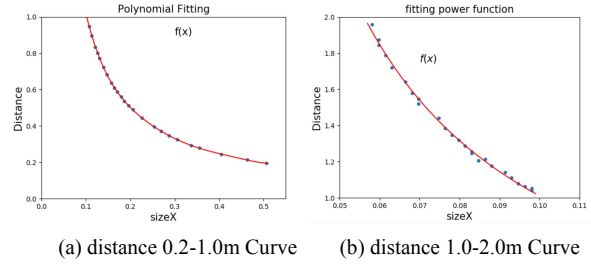 Polynomial Fitting
f(x)
Distance
1.0
0.8
0.6
0.4
0.2
0.0
0.0
0.1
0.2
0.3
0.4
0.5
sizeX
(a) distance 0.2-1.0m Curve
fitting power function
f(x)
Distance
2.0
1.8
1.6
1.4
1.2
1.0
0.05
0.06
0.07
0.08
0.09
0.10
0.11
sizeX
(b) distance 1.0-2.0m Curve